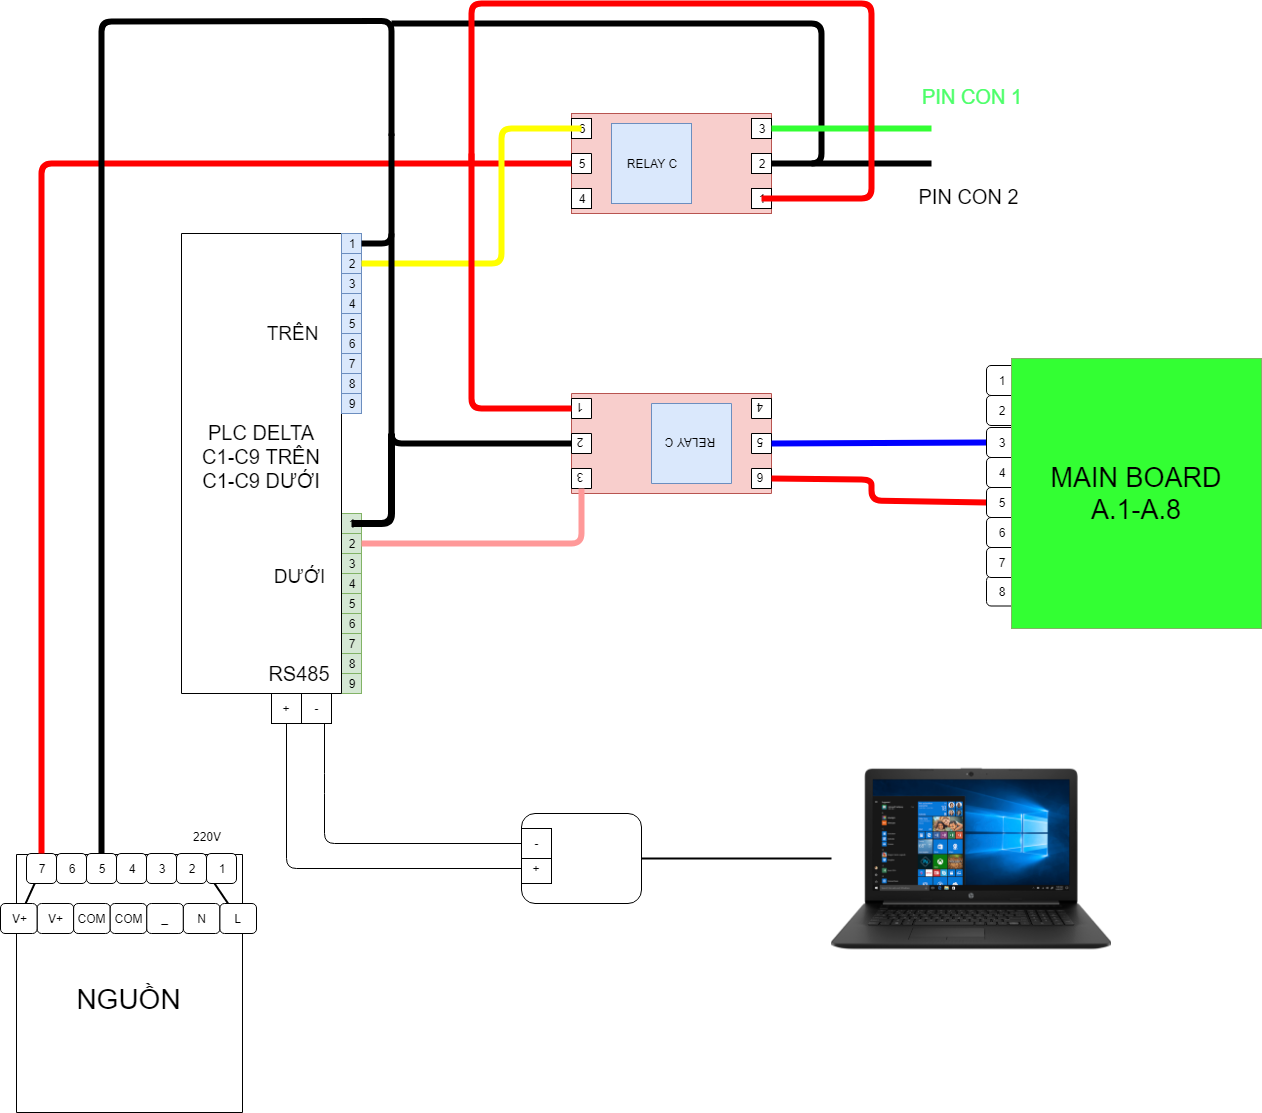 PIN CON 1
6
5
4
RELAY C
3
2
1
PIN CON 2
1
2
3
4
5
6
7
8
9
TRÊN
PLC DELTA
C1-C9 TRÊN
C1-C9 DƯỚI
1
2
3
RELAY C
4
5
6
1
2
3
4
5
6
7
8
MAIN BOARD
A.1-A.8
2
3
4
5
6
7
8
9
DƯỚI
RS485
+ -
-
+
220V
7 6 5 4 3 2 1
V+ V+ COM COM _ N L
NGUỒN